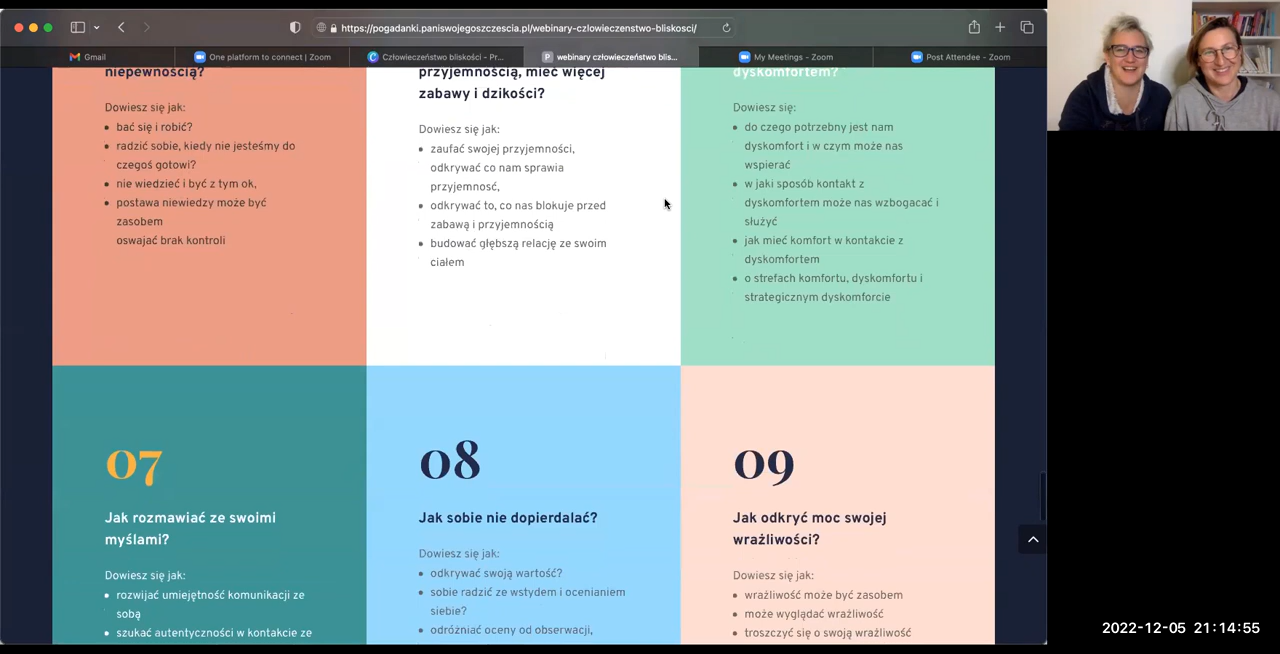 https://pogadanki.paniswojegoszczescia.pl/webinary-czlowieczenstwo-bliskosci/
Gmail
One platform to connect | Zoom
Człowieczeństwo bliskości - Pr...
webinary człowieczeństwo blis...
My Meetings - Zoom
Post Attendee - Zoom
niepewnością?
Dowiesz się jak:
bać się i robić?
radzić sobie, kiedy nie jesteśmy do
czegoś gotowi?
nie wiedzieć i być z tym ok,
postawa niewiedzy może być
zasobem
oswajać brak kontroli
przyjemnością, mieć więcej
zabawy i dzikości?
Dowiesz się jak:
zaufać swojej przyjemności,
odkrywać co nam sprawia
przyjemnosć,
odkrywać to, co nas blokuje przed
zabawą i przyjemnością
budować głębszą relację ze swoim
ciałem
dyskomfortem?
Dowiesz się:
do czego potrzebny jest nam
dyskomfort i w czym może nas
wspierać
w jaki sposób kontakt z
dyskomfortem może nas wzbogacać i
służyć
jak mieć komfort w kontakcie z
dyskomfortem
o strefach komfortu, dyskomfortu i
strategicznym dyskomforcie
07
Jak rozmawiać ze swoimi
myślami?
Dowiesz się jak:
rozwijać umiejętność komunikacji ze
sobą
szukać autentyczności w kontakcie ze
08
Jak sobie nie dopierdalać?
Dowiesz się jak:
odkrywać swoją wartość?
sobie radzić ze wstydem i ocenianiem
siebie?
odróżniać oceny od obserwacji,
09
Jak odkryć moc swojej
wrażliwości?
Dowiesz się jak:
wrażliwość może być zasobem
może wyglądać wrażliwość
troszczyć się o swoją wrażliwość
2022-12-05 21:14:55